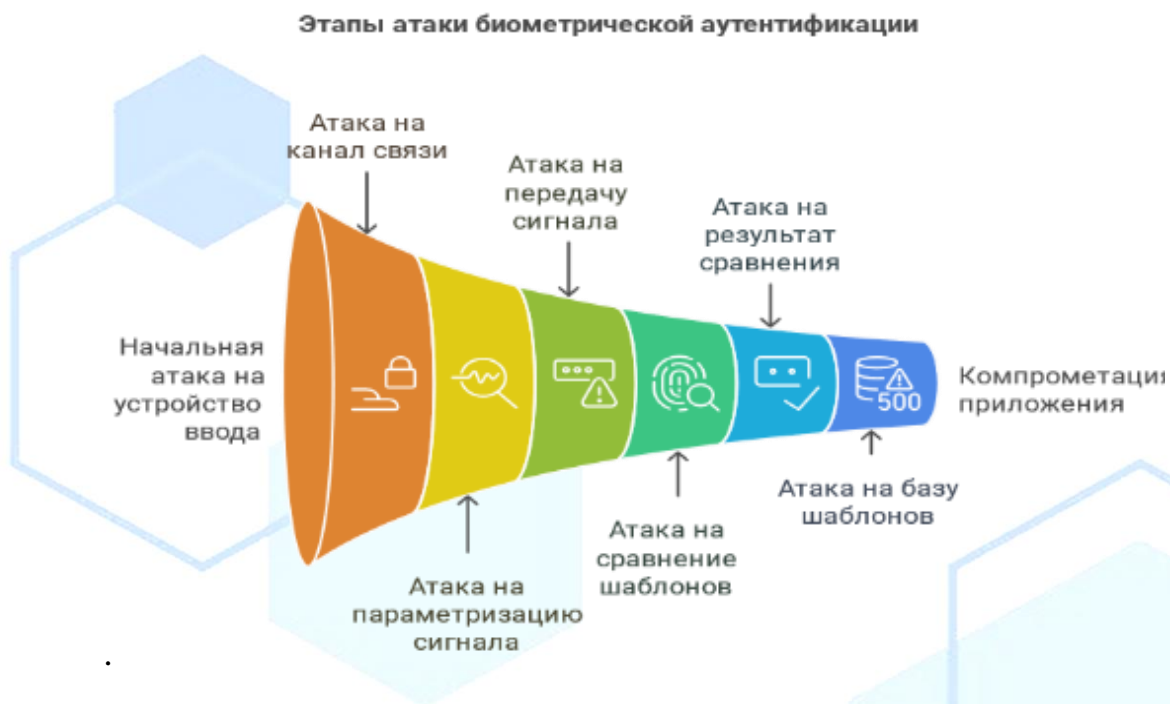 Этапы атаки биометрической аутентификации
Атака на
канал связи
Атака на
передачу
сигнала
Атака на
результат
сравнения
Начальная
атака на
устройство
ввода
500
Компрометация
приложения
Атака на базу
шаблонов
Атака на
сравнение
шаблонов
Атака на
параметризацию
сигнала
.